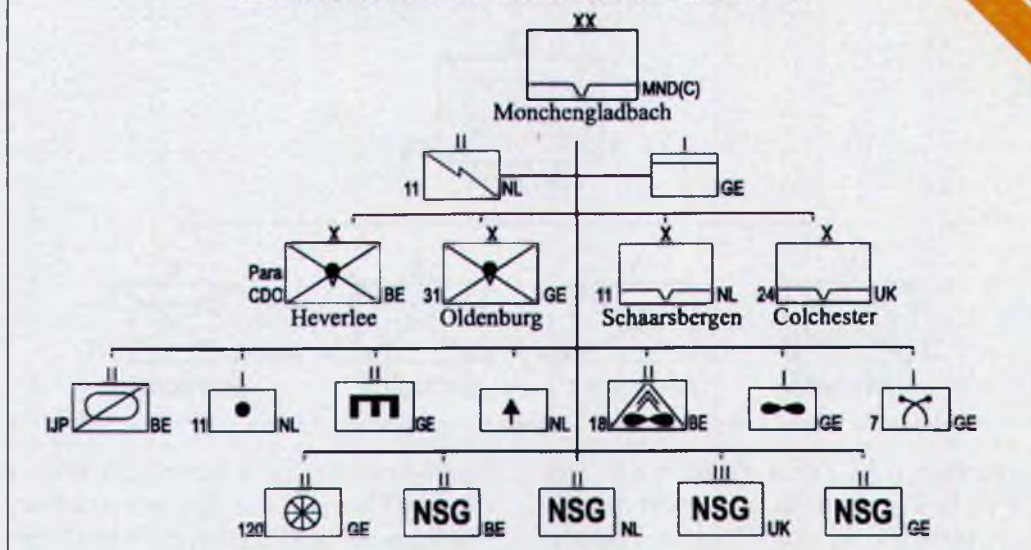 XX
MND(C)
Monchengladbach
II
I
11 NL
GE
X
X
X
X
Para
CDO BE
31 GE
11 NL
24 UK
Heverlee
Oldenburg
Schaarsbergen
Colchester
II
I
II
II
I
I
IJP BE
11 NL
GE
NL
18 BE
GE
7 GE
II
II
II
III
II
120 GE
NSG BE
NSG NL
NSG UK
NSG GE